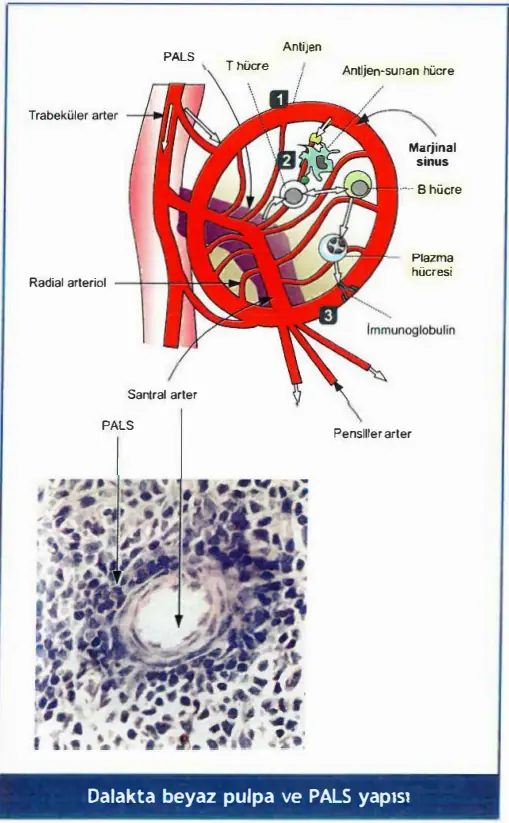 Antijen
PALS
T hücre
Antijen-sunan hücre
1
Trabeküler arter
Marjinal
sinus
2
B hücre
Plazma
hücresi
Radial arteriol
3
İmmunoglobulin
Santral arter
PALS
Pensiller arter
Dalakta beyaz pulpa ve PALS yapısı